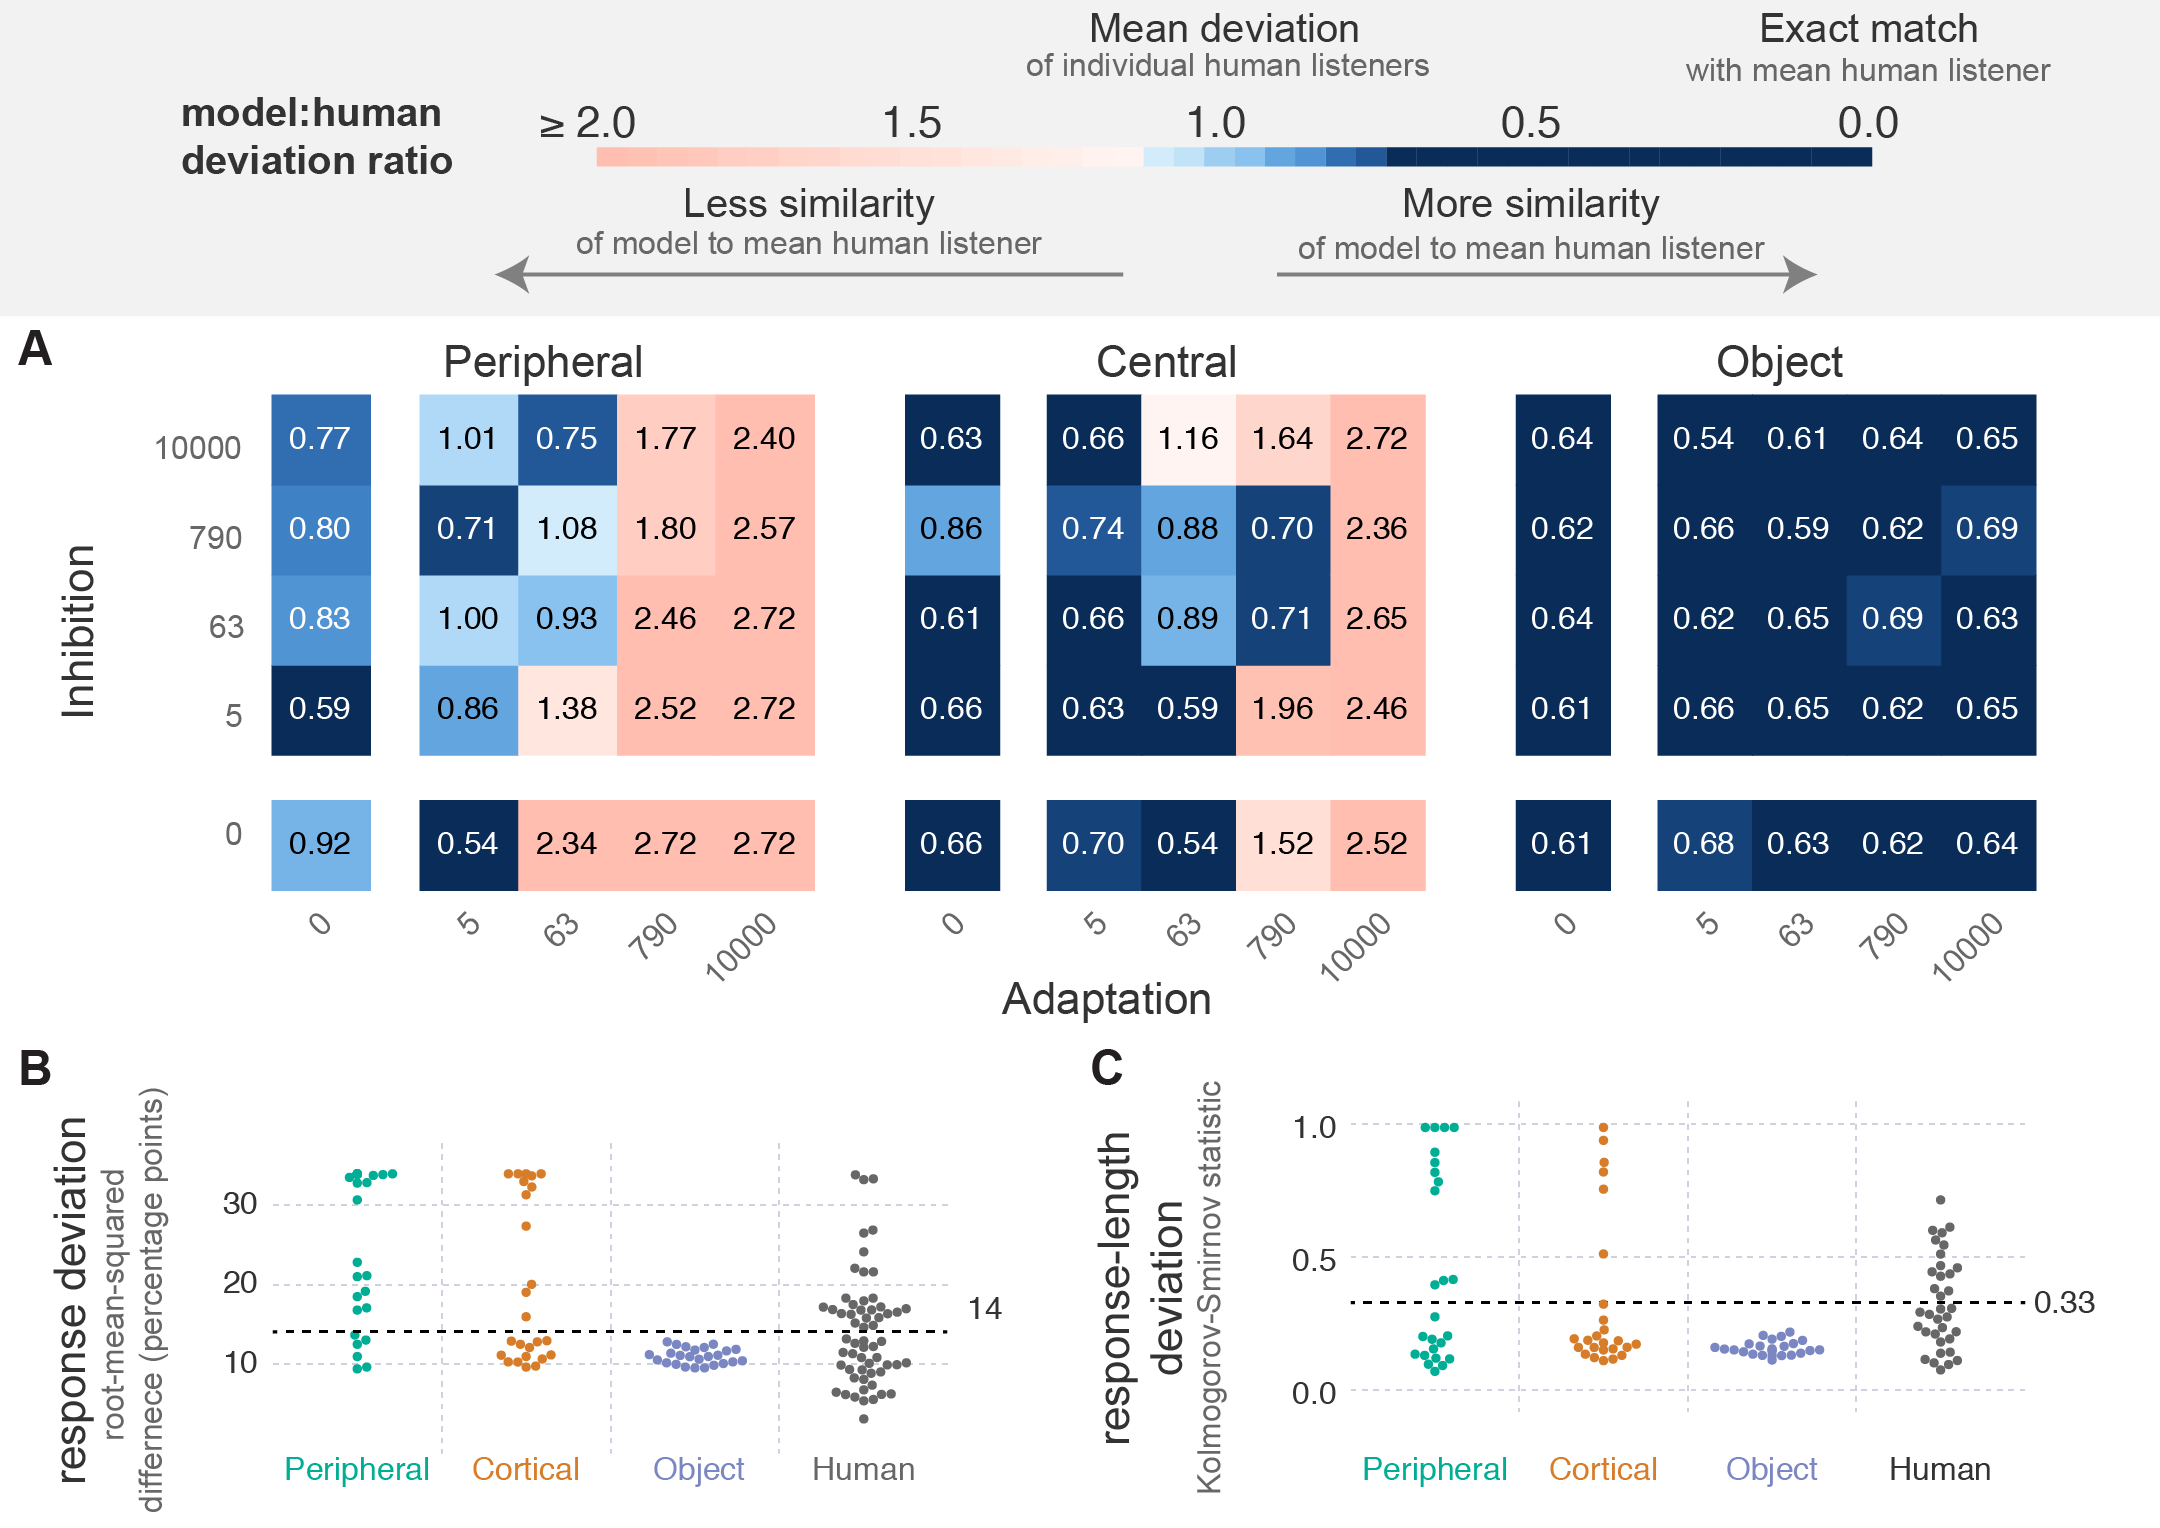 Mean deviation
of individual human listeners
Exact match
with mean human listener
model:human
deviation ratio
≥ 2.0 1.5 1.0 0.5 0.0
Less similarity
of model to mean human listener
More similarity
of model to mean human listener
A
Peripheral Central Object
Inhibition
10000 0.77 1.01 0.75 1.77 2.40 0.63 0.66 1.16 1.64 2.72 0.64 0.54 0.61 0.64 0.65
790 0.80 0.71 1.08 1.80 2.57 0.86 0.74 0.88 0.70 2.36 0.62 0.66 0.59 0.62 0.69
63 0.83 1.00 0.93 2.46 2.72 0.61 0.66 0.89 0.71 2.65 0.64 0.62 0.65 0.69 0.63
5 0.59 0.86 1.38 2.52 2.72 0.66 0.63 0.59 1.96 2.46 0.61 0.66 0.65 0.62 0.65
0 0.92 0.54 2.34 2.72 2.72 0.66 0.70 0.54 1.52 2.52 0.61 0.68 0.63 0.62 0.64
0 5 63 790 10000 0 5 63 790 10000 0 5 63 790 10000
Adaptation
B
response deviation
root-mean-squared
differnece (percentage points)
30
20
14
10
Peripheral Cortical Object Human
C
response-length
deviation
Kolmogorov-Smirnov statistic
1.0
0.5
0.33
0.0
Peripheral Cortical Object Human